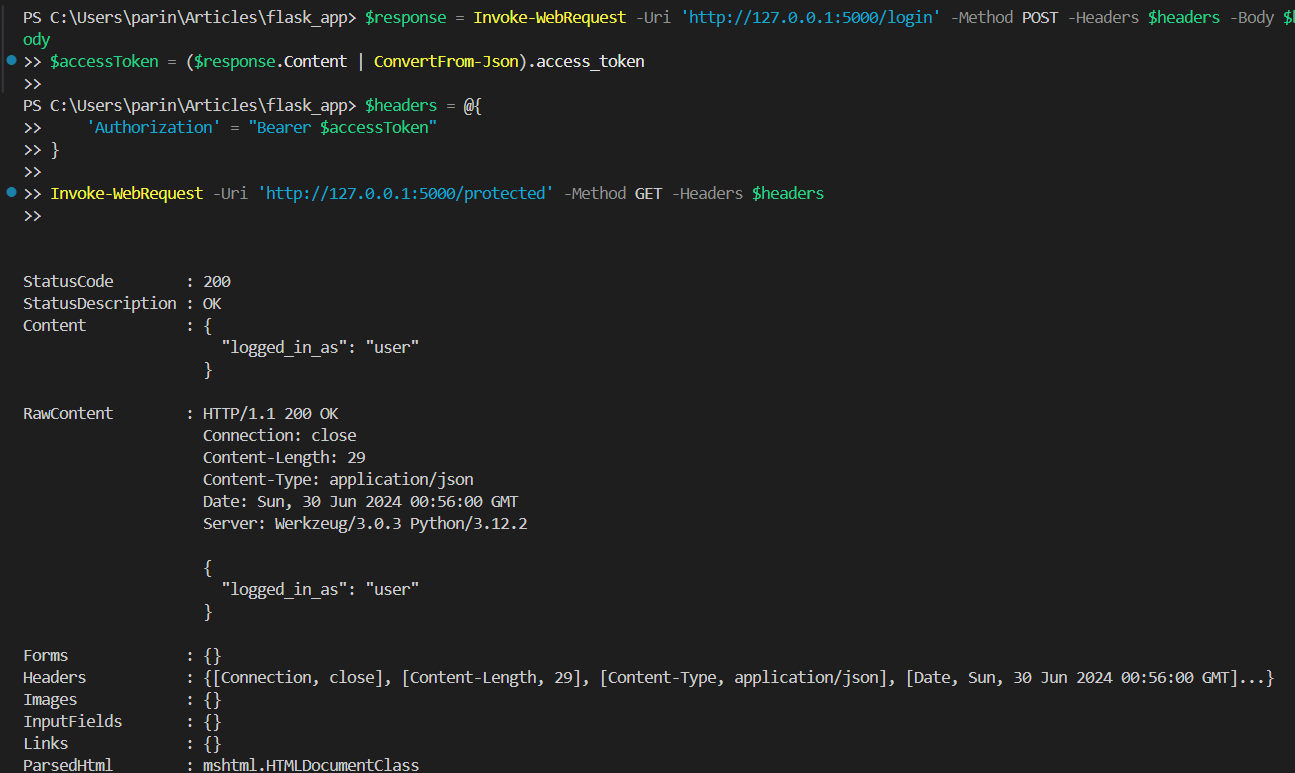 PS C:\Users\parin\Articles\flask_app> $response = Invoke-WebRequest -Uri 'http://127.0.0.1:5000/login' -Method POST -Headers $headers -Body $b
ody
>> $accessToken = ($response.Content | ConvertFrom-Json).access_token
>>
PS C:\Users\parin\Articles\flask_app> $headers = @{
>>     'Authorization' = "Bearer $accessToken"
>> }
>>
>> Invoke-WebRequest -Uri 'http://127.0.0.1:5000/protected' -Method GET -Headers $headers
>>
StatusCode        : 200
StatusDescription : OK
Content           : {
                      "logged_in_as": "user"
                    }
RawContent        : HTTP/1.1 200 OK
                    Connection: close
                    Content-Length: 29
                    Content-Type: application/json
                    Date: Sun, 30 Jun 2024 00:56:00 GMT
                    Server: Werkzeug/3.0.3 Python/3.12.2
                    {
                      "logged_in_as": "user"
                    }
Forms             : {}
Headers           : {[Connection, close], [Content-Length, 29], [Content-Type, application/json], [Date, Sun, 30 Jun 2024 00:56:00 GMT]...}
Images            : {}
InputFields       : {}
Links             : {}
ParsedHtml        : mshtml.HTMLDocumentClass